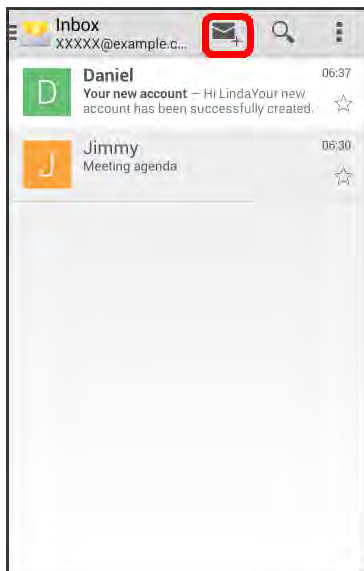 Inbox
XXXXX@example.c...
D
Daniel
06:37
Your new account – Hi LindaYour new
account has been successfully created.
J
Jimmy
06:30
Meeting agenda